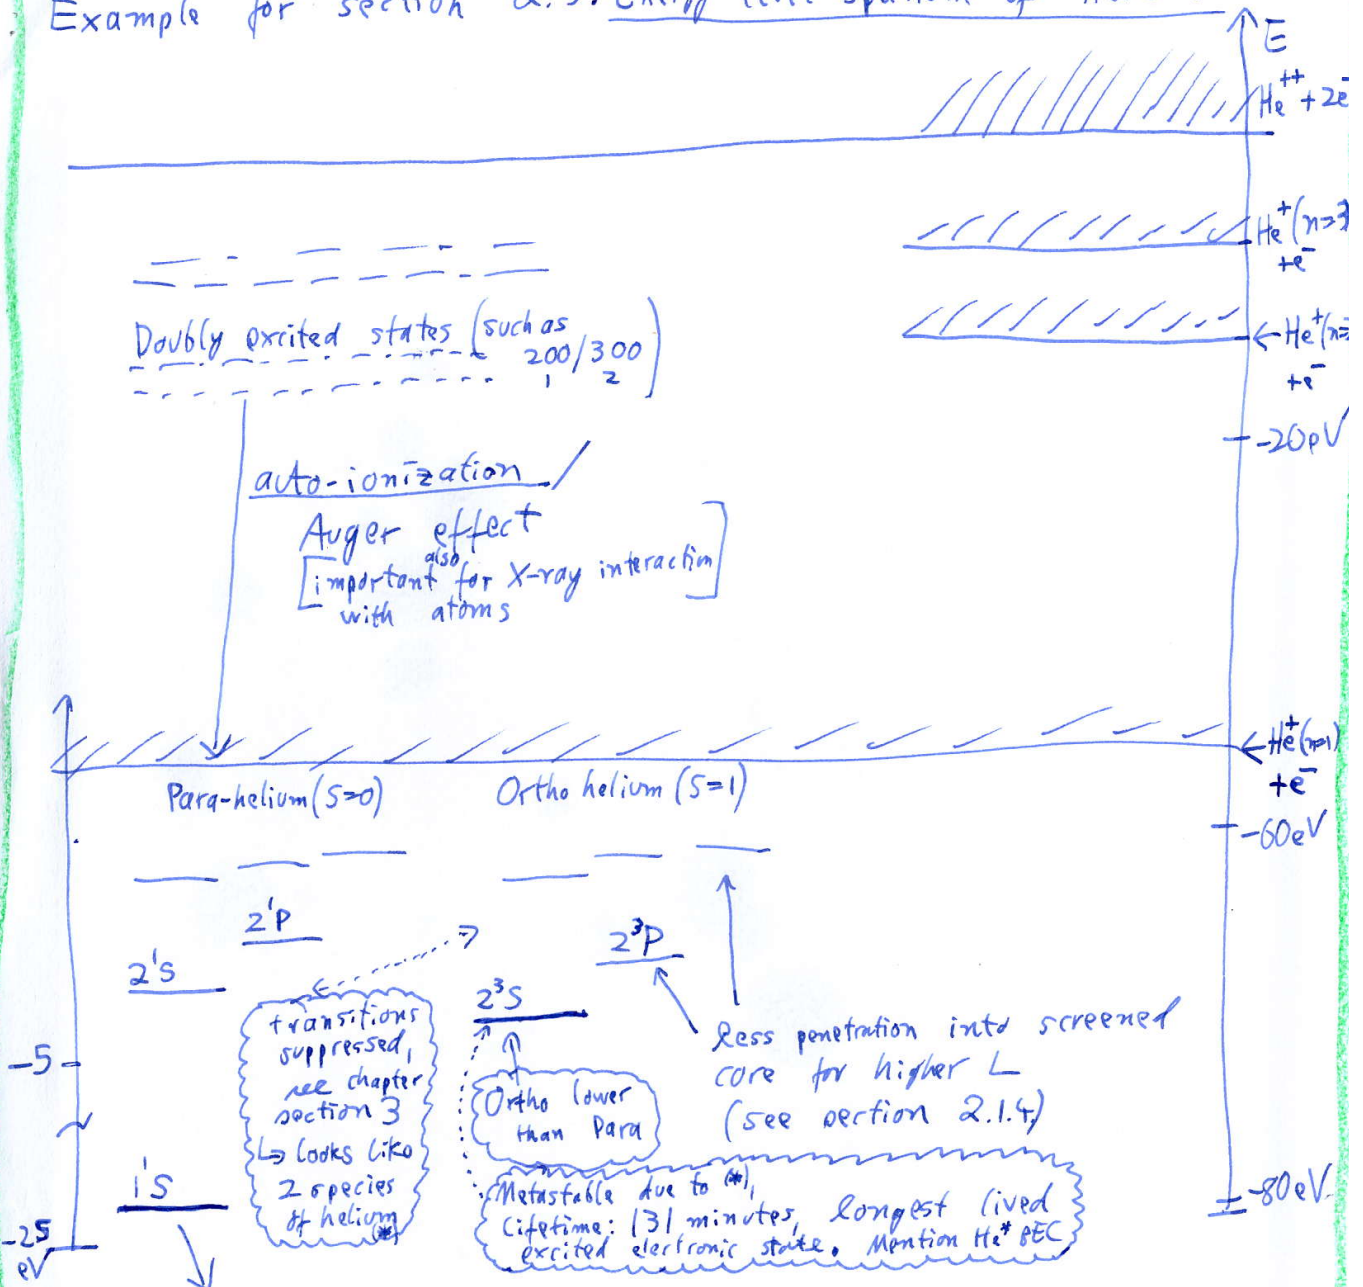 Example for section
E
He++ + 2e-
He+ (n=3)
+e-
Doubly excited states (such as
200/300)
1 2
←He+ (n=
+e-
-20eV
auto-ionization
Auger effect
[important also for X-ray interaction
with atoms]
←He+ (n=1)
+e-
Para-helium (S=0)
Ortho helium (S=1)
-60eV
2¹P
2³P
2¹S
2³S
transitions
suppressed,
see chapter
section 3
↳ looks like
2 species
of helium
(*)
less penetration into screened
core for higher L
(see section 2.1.4)
-5
Ortho lower
than Para
1¹S
Metastable due to (*),
Lifetime: 131 minutes, longest lived
excited electronic state. Mention He* BEC
-80eV
-25
eV